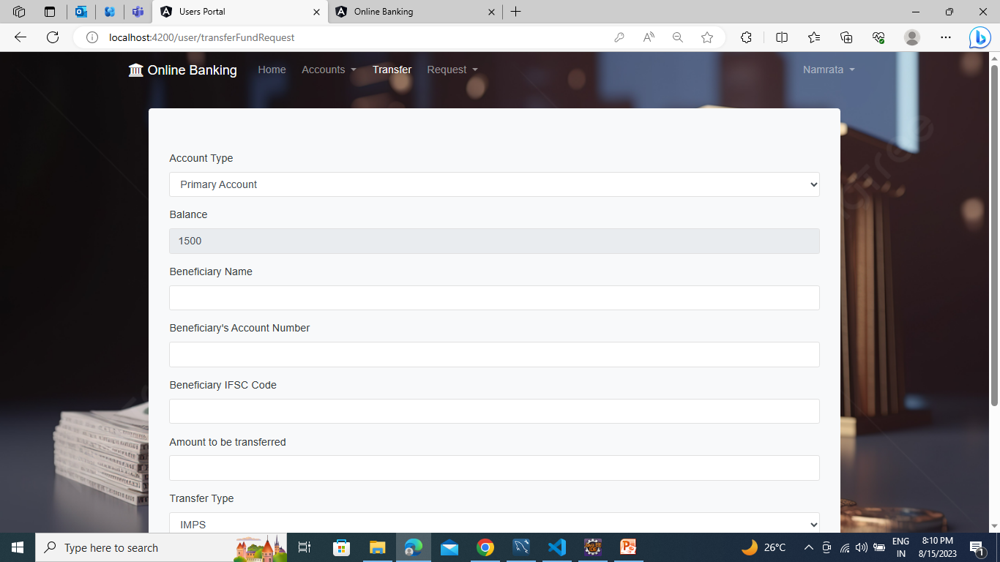 Users Portal
Online Banking
localhost:4200/user/transferFundRequest
Online Banking Home Accounts Transfer Request Namrata
Account Type
Primary Account
Balance
1500
Beneficiary Name
Beneficiary's Account Number
Beneficiary IFSC Code
Amount to be transferred
Transfer Type
IMPS
Type here to search
26°C
ENG
IN
8:10 PM
8/15/2023
1